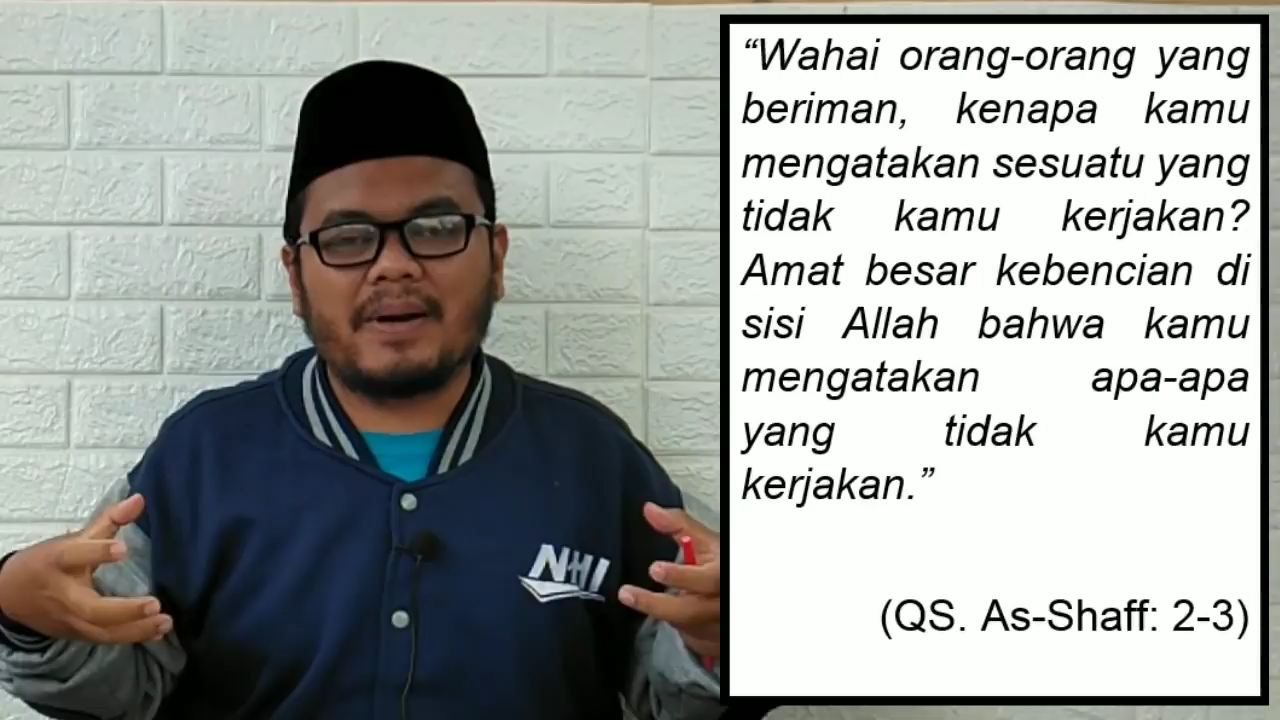 “Wahai orang-orang yang
beriman, kenapa kamu
mengatakan sesuatu yang
tidak kamu kerjakan?
Amat besar kebencian di
sisi Allah bahwa kamu
mengatakan apa-apa
yang tidak kamu
kerjakan.”
(QS. As-Shaff: 2-3)
NHI